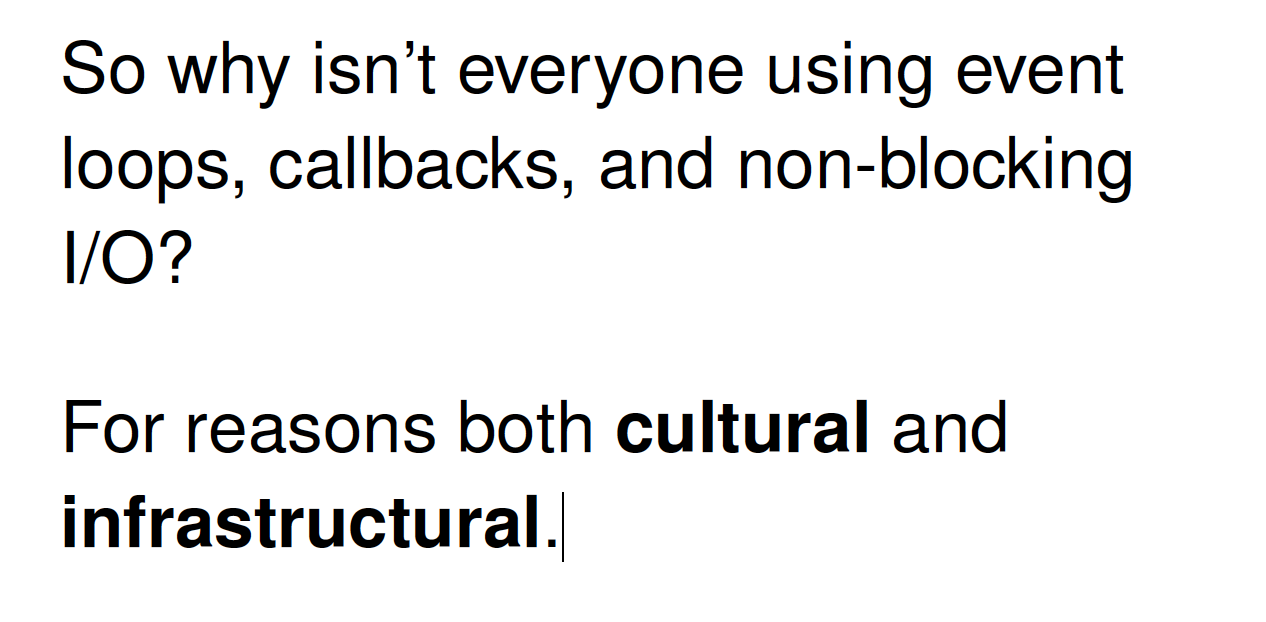 So why isn’t everyone using event
loops, callbacks, and non-blocking
I/O?
For reasons both cultural and
infrastructural.